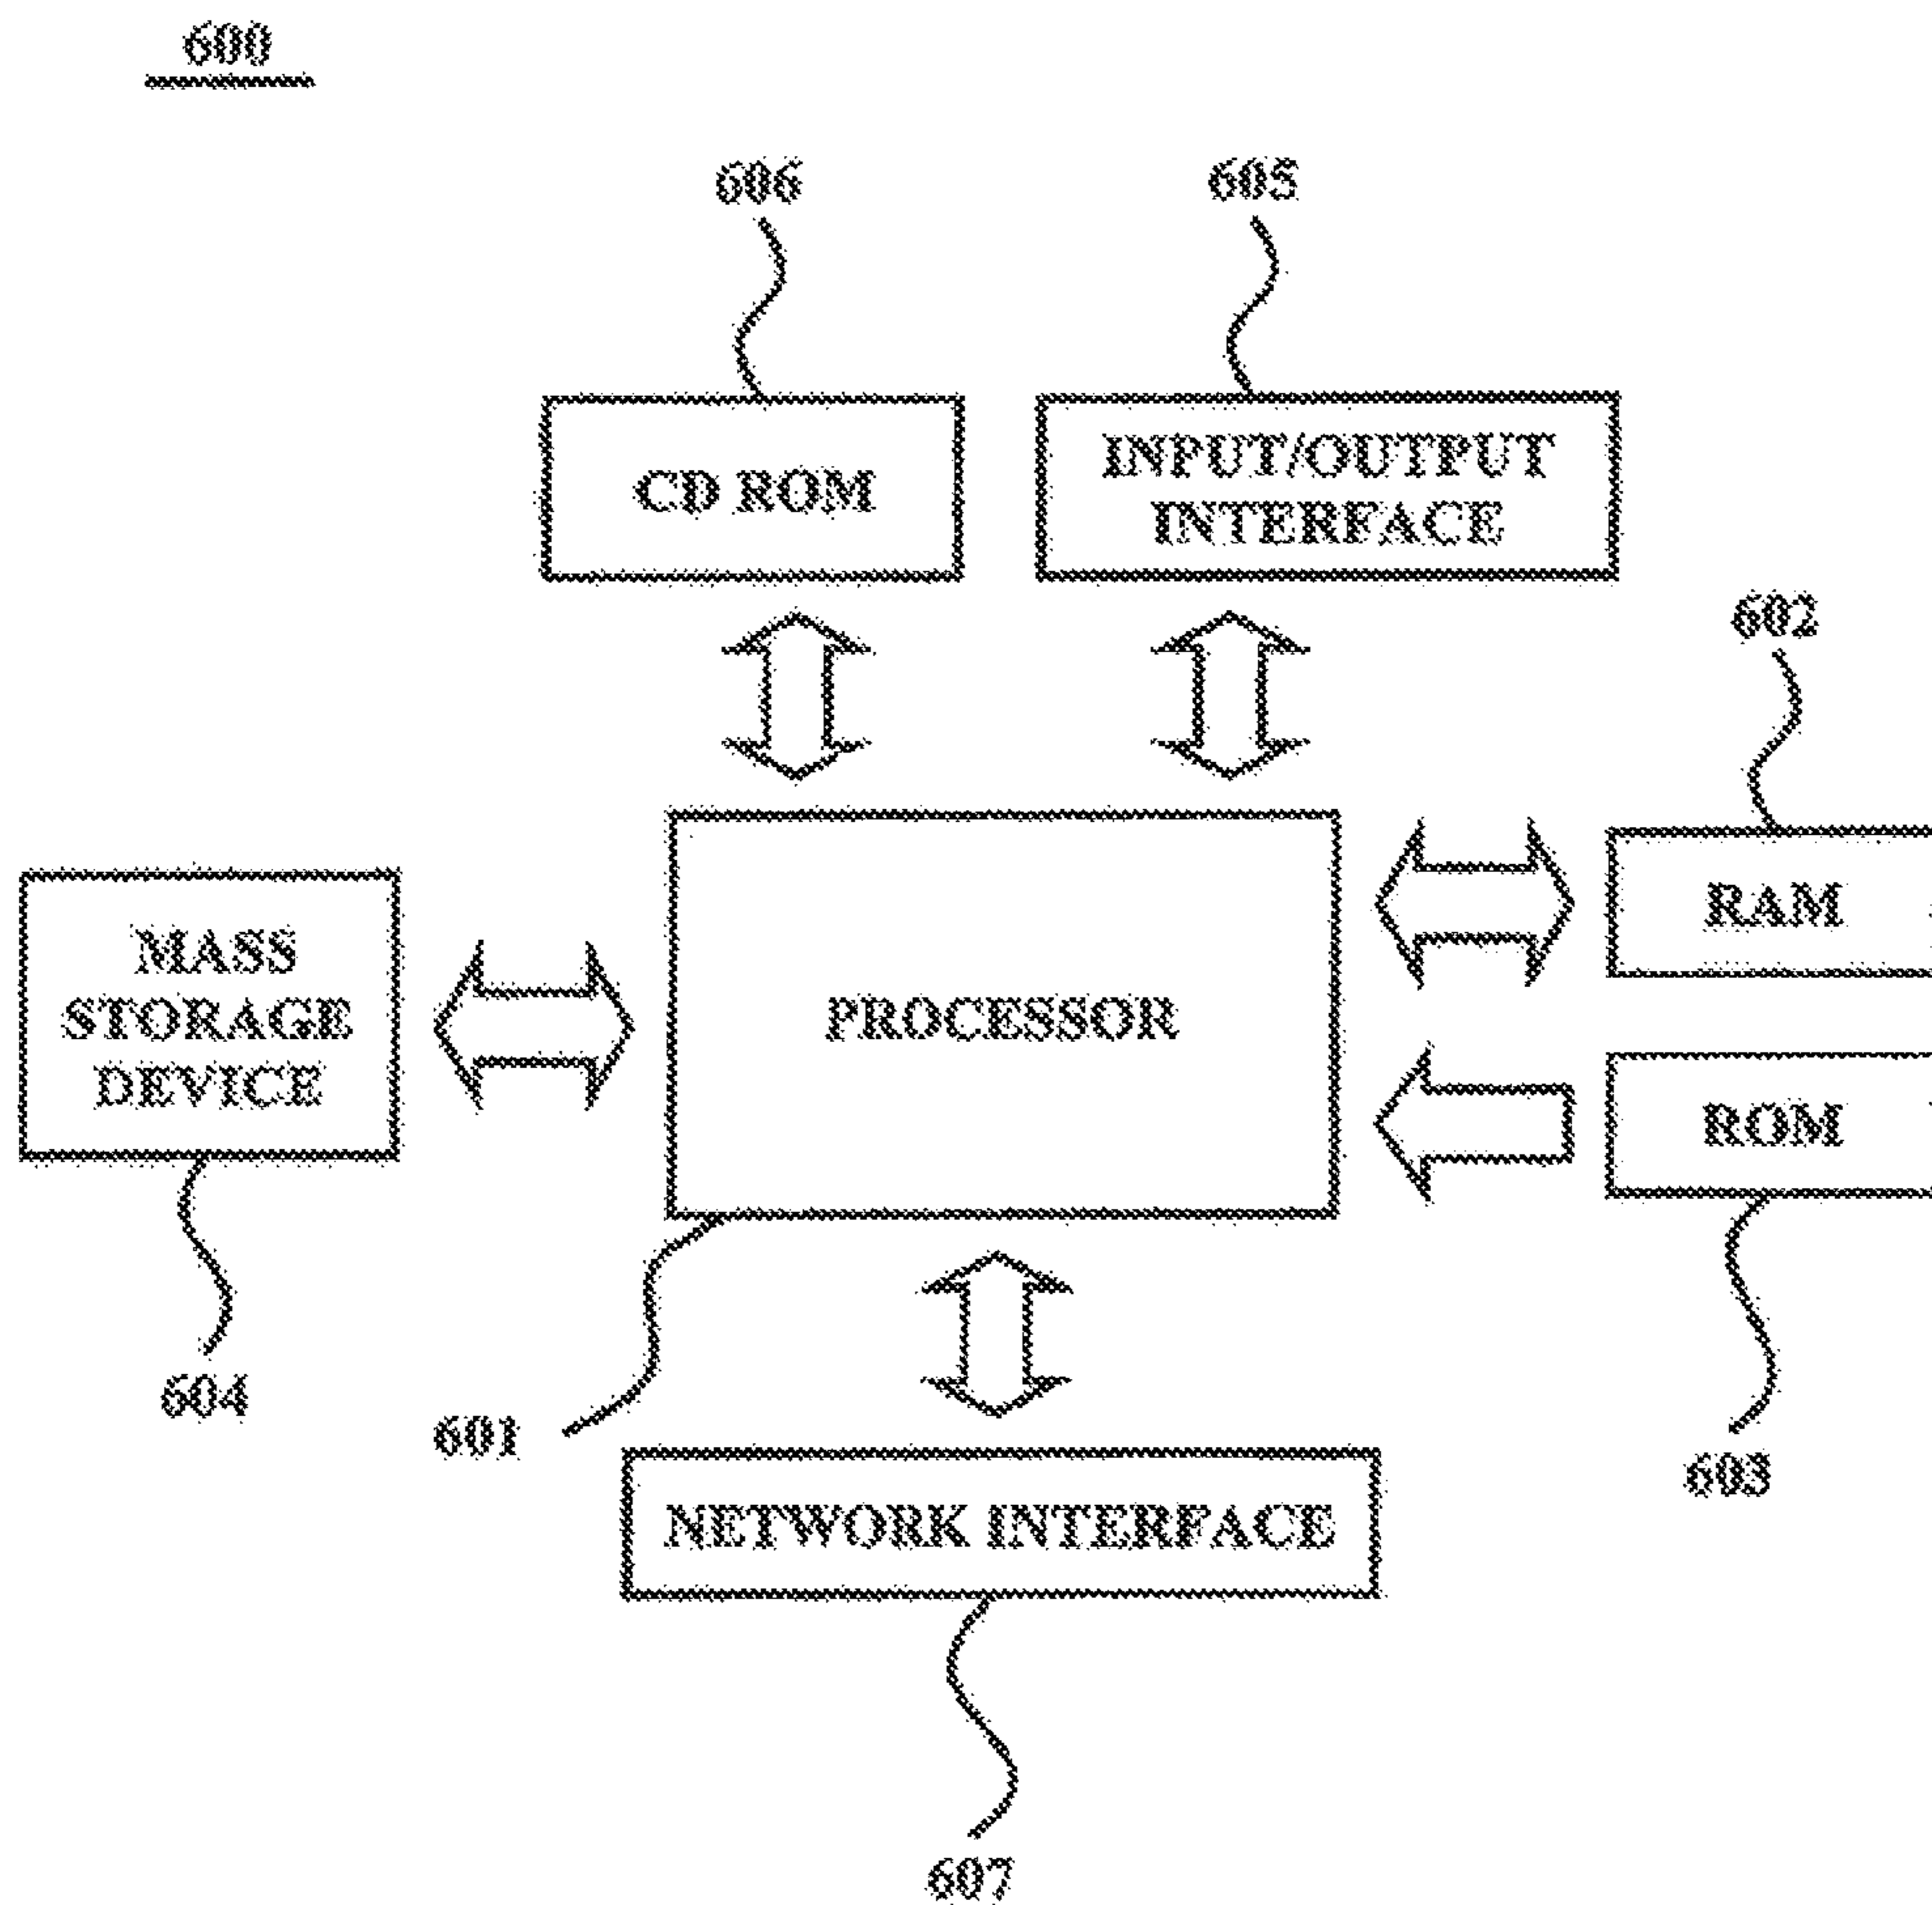 600
606
605
CD ROM
INPUT/OUTPUT
INTERFACE
602
RAM
MASS
STORAGE
DEVICE
PROCESSOR
ROM
604
601
603
NETWORK INTERFACE
607